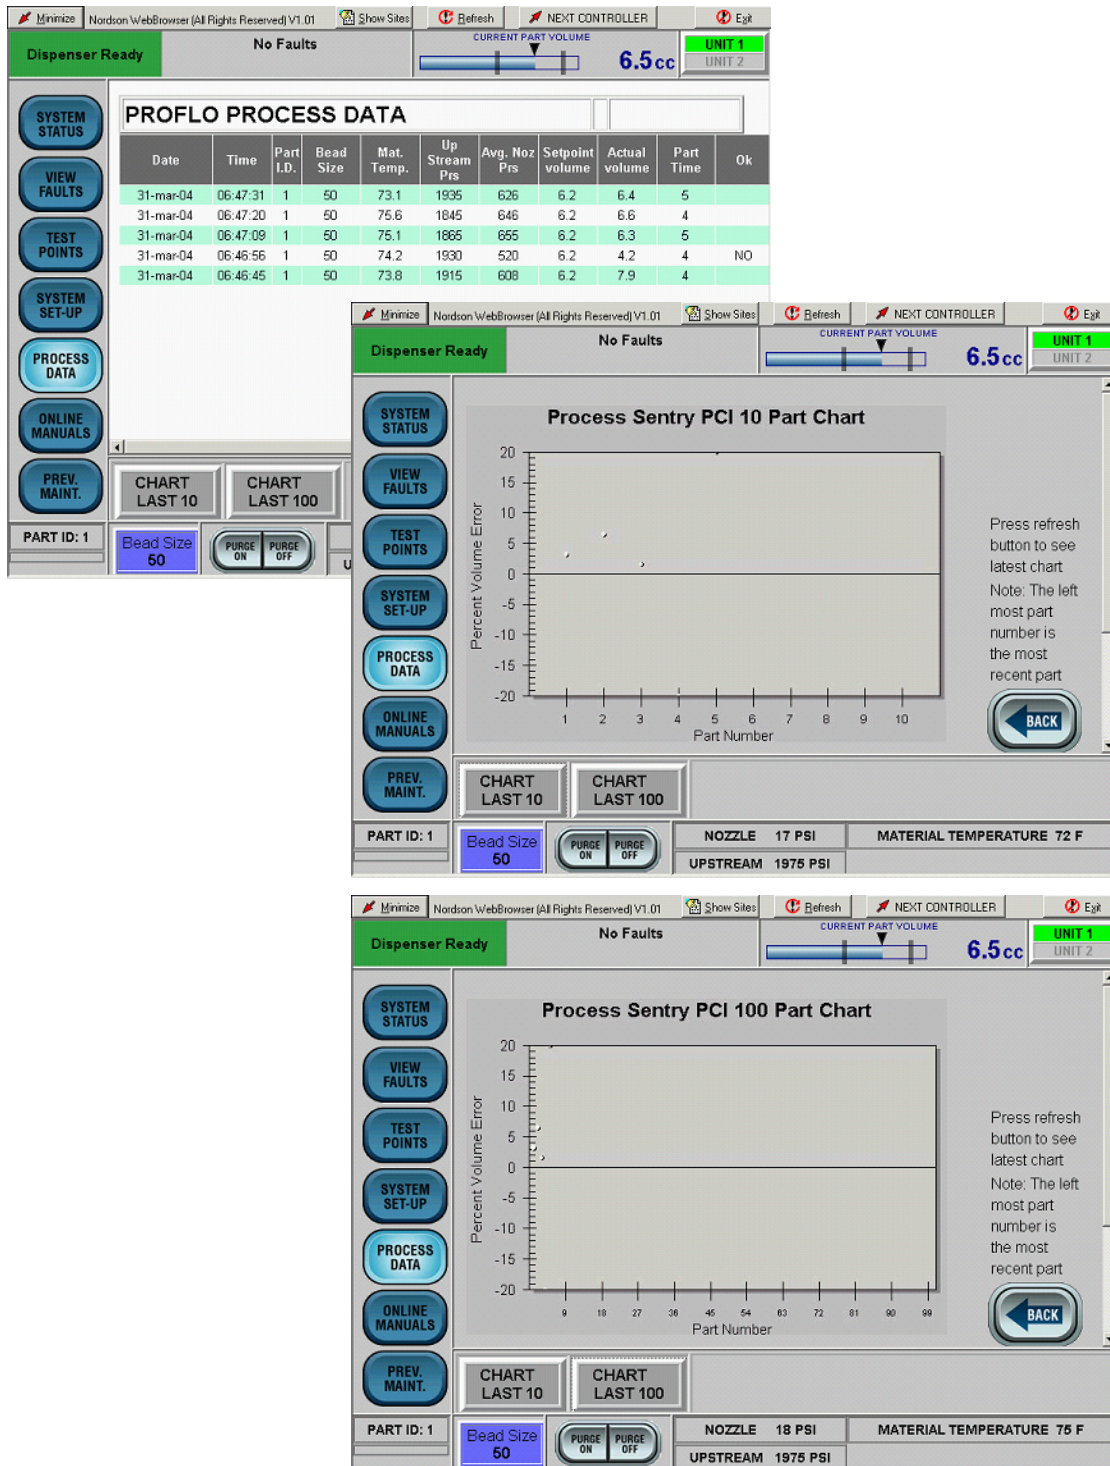 Minimize Nordson WebBrowser (All Rights Reserved) V1.01 Show Sites Refresh NEXT CONTROLLER Exit
Dispenser Ready
No Faults
CURRENT PART VOLUME
6.5 cc
UNIT 1
UNIT 2
SYSTEM
STATUS
VIEW
FAULTS
TEST
POINTS
SYSTEM
SET-UP
PROCESS
DATA
ONLINE
MANUALS
PREV.
MAINT.
PROFLO PROCESS DATA
Date Time Part I.D. Bead Size Mat. Temp. Up Stream Prs Avg. Noz Prs Setpoint volume Actual volume Part Time Ok
31-mar-04 06:47:31 1 50 73.1 1935 626 6.2 6.4 5
31-mar-04 06:47:20 1 50 75.6 1845 646 6.2 6.6 4
31-mar-04 06:47:09 1 50 75.1 1865 655 6.2 6.3 5
31-mar-04 06:46:56 1 50 74.2 1930 520 6.2 4.2 4 NO
31-mar-04 06:46:45 1 50 73.8 1915 608 6.2 7.9 4
CHART
LAST 10
CHART
LAST 100
PART ID: 1
Bead Size
50
PURGE
ON
PURGE
OFF
U
Minimize Nordson WebBrowser (All Rights Reserved) V1.01 Show Sites Refresh NEXT CONTROLLER Exit
Dispenser Ready
No Faults
CURRENT PART VOLUME
6.5 cc
UNIT 1
UNIT 2
SYSTEM
STATUS
VIEW
FAULTS
TEST
POINTS
SYSTEM
SET-UP
PROCESS
DATA
ONLINE
MANUALS
PREV.
MAINT.
Process Sentry PCI 10 Part Chart
Percent Volume Error
20
15
10
5
0
-5
-10
-15
-20
1 2 3 4 5 6 7 8 9 10
Part Number
Press refresh
button to see
latest chart
Note: The left
most part
number is
the most
recent part
BACK
CHART
LAST 10
CHART
LAST 100
PART ID: 1
Bead Size
50
PURGE
ON
PURGE
OFF
NOZZLE 17 PSI
MATERIAL TEMPERATURE 72 F
UPSTREAM 1975 PSI
Minimize Nordson WebBrowser (All Rights Reserved) V1.01 Show Sites Refresh NEXT CONTROLLER Exit
Dispenser Ready
No Faults
CURRENT PART VOLUME
6.5 cc
UNIT 1
UNIT 2
SYSTEM
STATUS
VIEW
FAULTS
TEST
POINTS
SYSTEM
SET-UP
PROCESS
DATA
ONLINE
MANUALS
PREV.
MAINT.
Process Sentry PCI 100 Part Chart
Percent Volume Error
20
15
10
5
0
-5
-10
-15
-20
9 18 27 36 45 54 63 72 81 90 99
Part Number
Press refresh
button to see
latest chart
Note: The left
most part
number is
the most
recent part
BACK
CHART
LAST 10
CHART
LAST 100
PART ID: 1
Bead Size
50
PURGE
ON
PURGE
OFF
NOZZLE 18 PSI
MATERIAL TEMPERATURE 75 F
UPSTREAM 1975 PSI